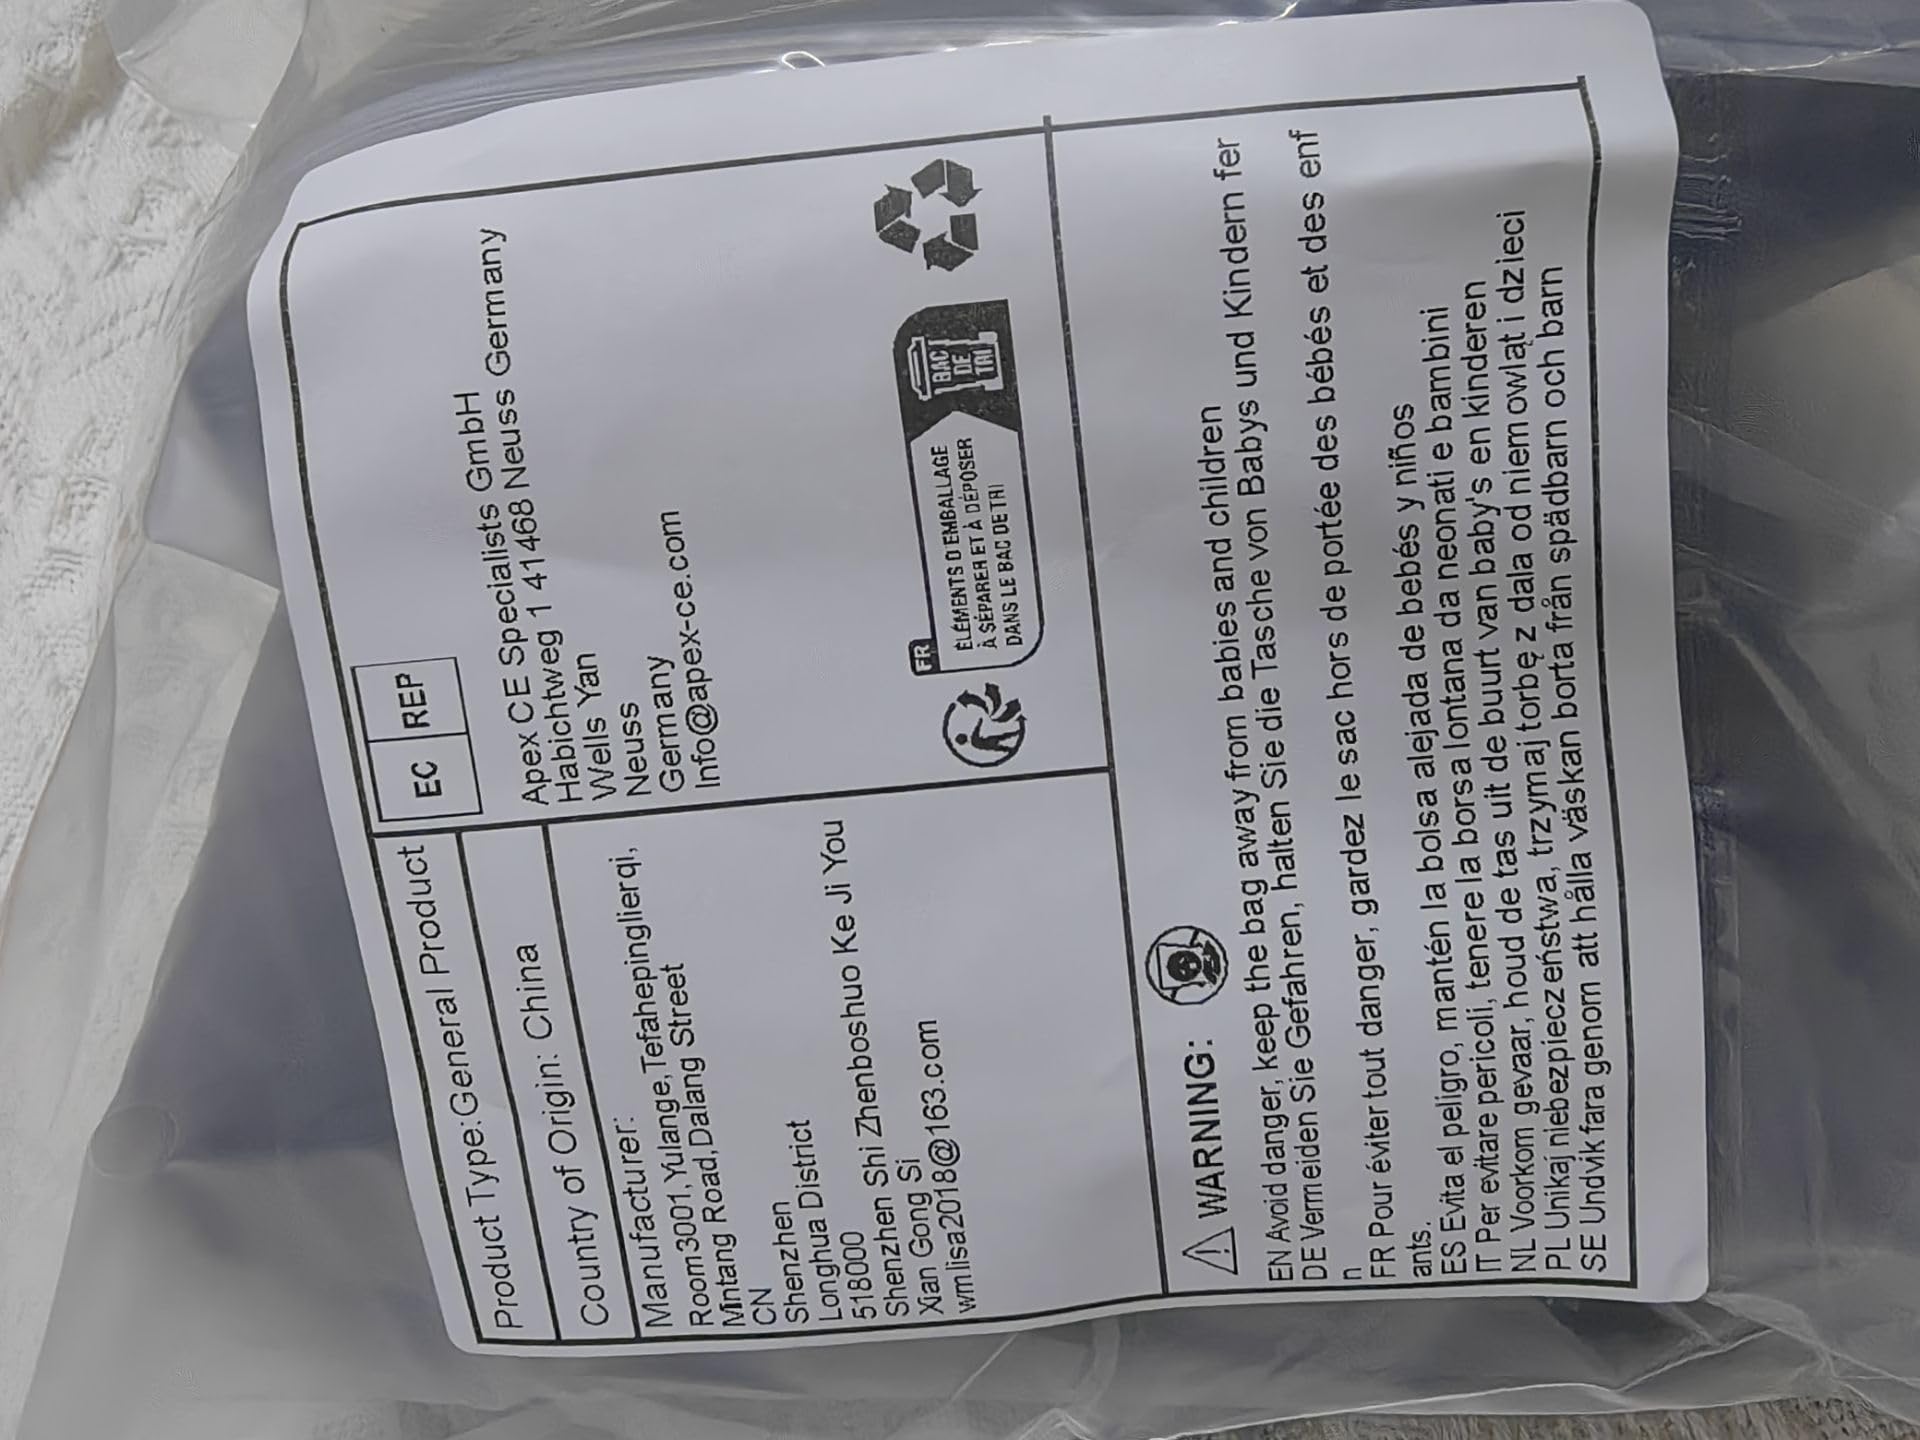 Product Type:General Product
Country of Origin: China
Manufacturer:
Room3001,Yulange,Tefahepinglierqi,
Mintang Road,Dalang Street
CN
Shenzhen
Longhua District
518000
Shenzhen Shi Zhenboshuo Ke Ji You
Xian Gong Si
wmlisa2018@163.com
EC REP
Apex CE Specialists GmbH
Habichtweg 1 41468 Neuss Germany
Wells Yan
Neuss
Germany
Info@apex-ce.com
FR
ÉLÉMENTS D'EMBALLAGE
À SÉPARER ET À DÉPOSER
DANS LE BAC DE TRI
BAC
DE
TRI
WARNING:
EN Avoid danger, keep the bag away from babies and children
DE Vermeiden Sie Gefahren, halten Sie die Tasche von Babys und Kindern fer
n
FR Pour éviter tout danger, gardez le sac hors de portée des bébés et des enf
ants.
ES Evita el peligro, mantén la bolsa alejada de bebés y niños
IT Per evitare pericoli, tenere la borsa lontana da neonati e bambini
NL Voorkom gevaar, houd de tas uit de buurt van baby's en kinderen
PL Unikaj niebezpieczeństwa, trzymaj torbę z dala od niemowląt i dzieci
SE Undvik fara genom att hålla väskan borta från spädbarn och barn